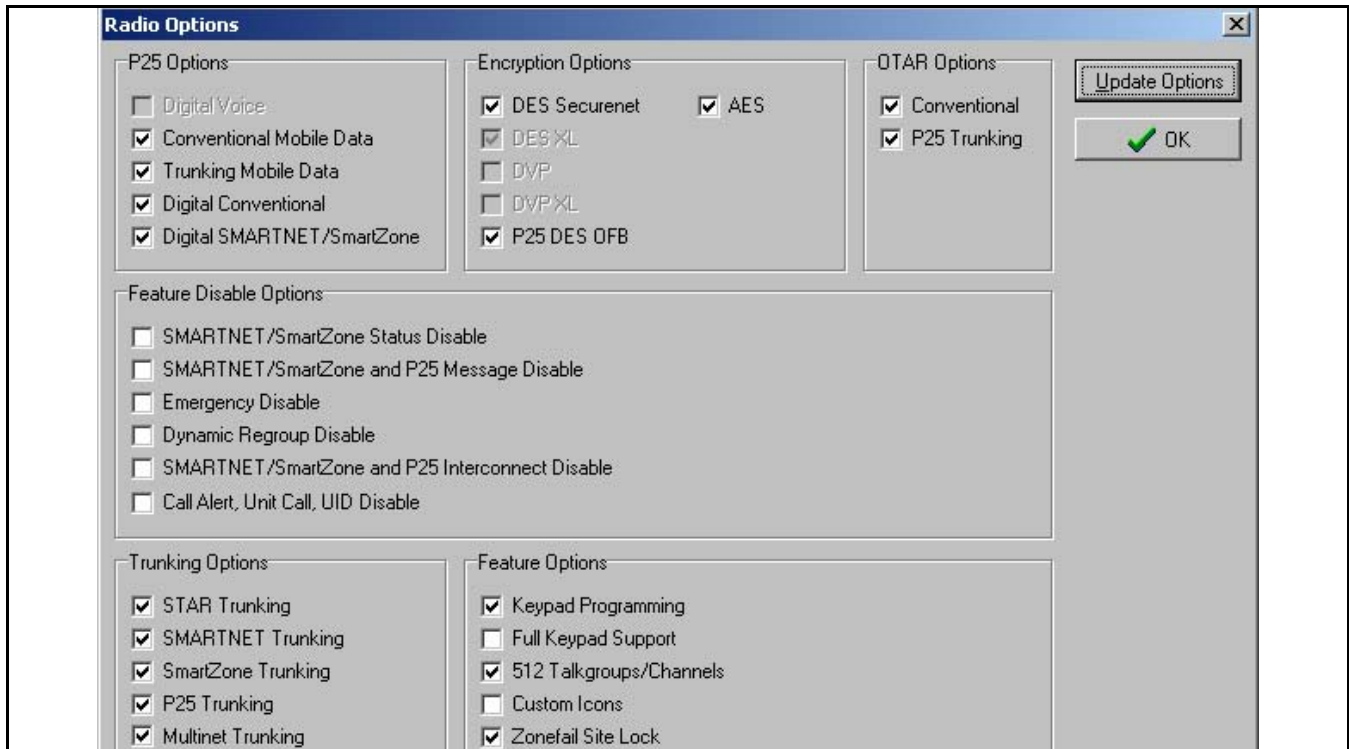 Radio Options
P25 Options
Digital Voice
Conventional Mobile Data
Trunking Mobile Data
Digital Conventional
Digital SMARTNET/SmartZone
Encryption Options
DES Securenet
AES
DES XL
DVP
DVP XL
P25 DES OFB
OTAR Options
Conventional
P25 Trunking
Update Options
OK
Feature Disable Options
SMARTNET/SmartZone Status Disable
SMARTNET/SmartZone and P25 Message Disable
Emergency Disable
Dynamic Regroup Disable
SMARTNET/SmartZone and P25 Interconnect Disable
Call Alert, Unit Call, UID Disable
Trunking Options
STAR Trunking
SMARTNET Trunking
SmartZone Trunking
P25 Trunking
Multinet Trunking
Feature Options
Keypad Programming
Full Keypad Support
512 Talkgroups/Channels
Custom Icons
Zonefail Site Lock